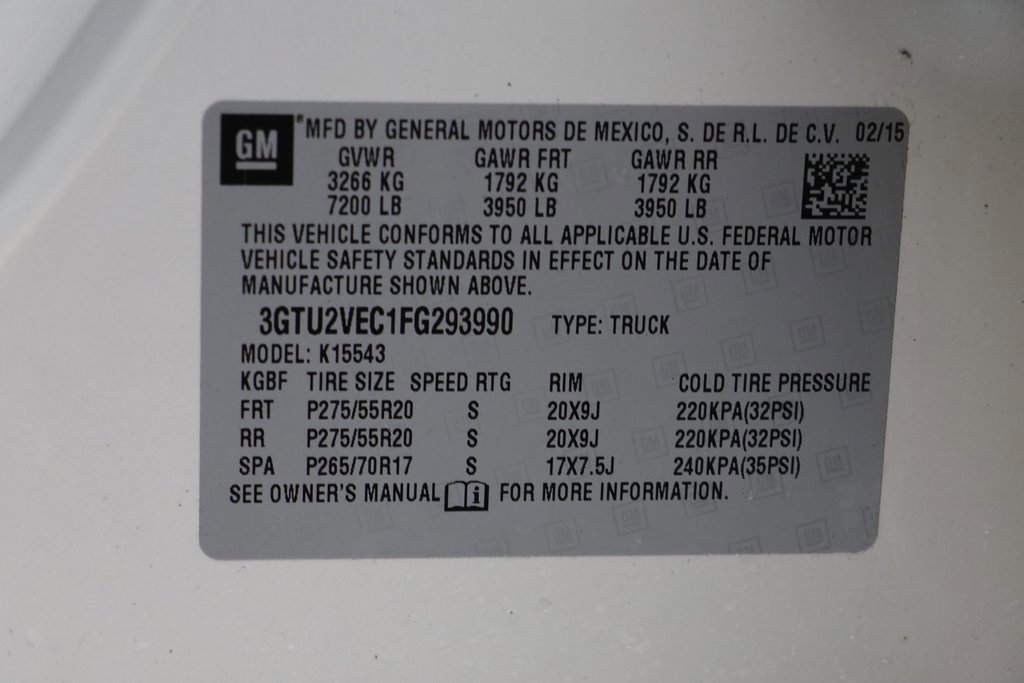 GM
MFD BY GENERAL MOTORS DE MEXICO, S. DE R.L. DE C.V. 02/15
GVWR GAWR FRT GAWR RR
3266 KG 1792 KG 1792 KG
7200 LB 3950 LB 3950 LB
THIS VEHICLE CONFORMS TO ALL APPLICABLE U.S. FEDERAL MOTOR
VEHICLE SAFETY STANDARDS IN EFFECT ON THE DATE OF
MANUFACTURE SHOWN ABOVE.
3GTU2VEC1FG293990 TYPE: TRUCK
MODEL: K15543
KGBF TIRE SIZE SPEED RTG RIM COLD TIRE PRESSURE
FRT P275/55R20 S 20X9J 220KPA(32PSI)
RR P275/55R20 S 20X9J 220KPA(32PSI)
SPA P265/70R17 S 17X7.5J 240KPA(35PSI)
SEE OWNER'S MANUAL i FOR MORE INFORMATION.